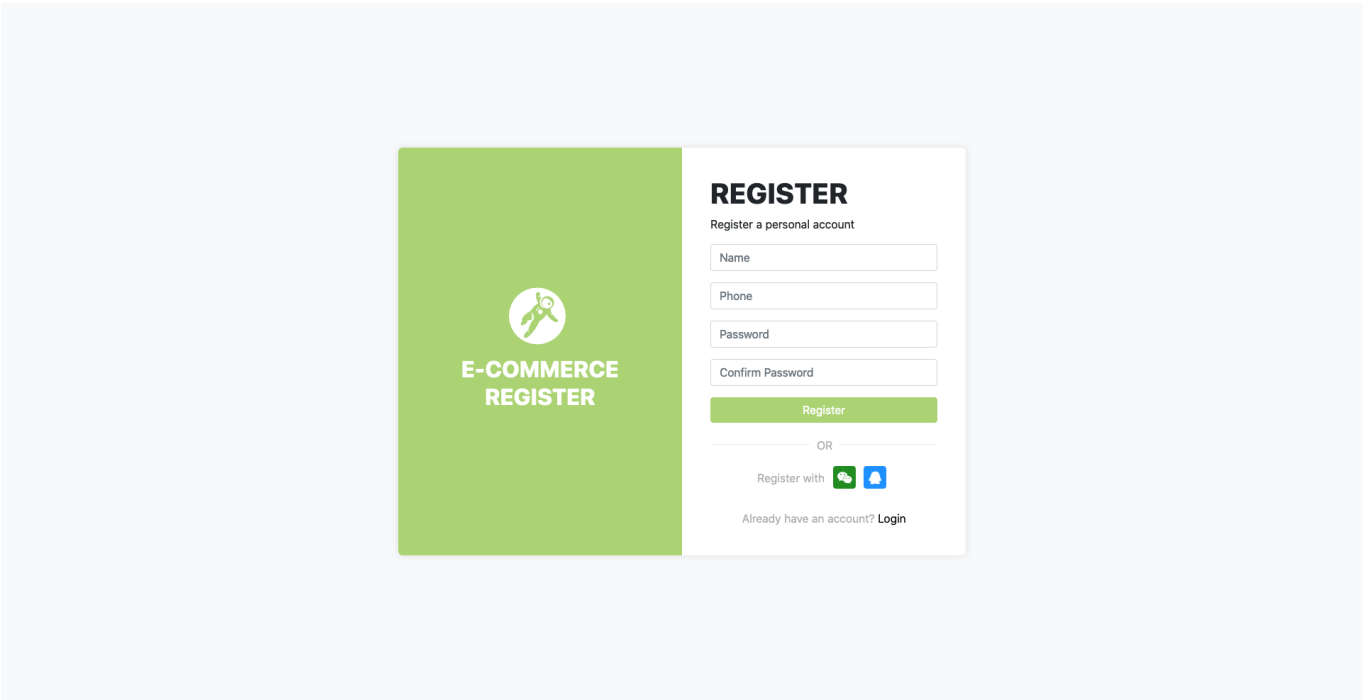 E-COMMERCE
REGISTER
REGISTER
Register a personal account
Name
Phone
Password
Confirm Password
Register
OR
Register with
Already have an account? Login